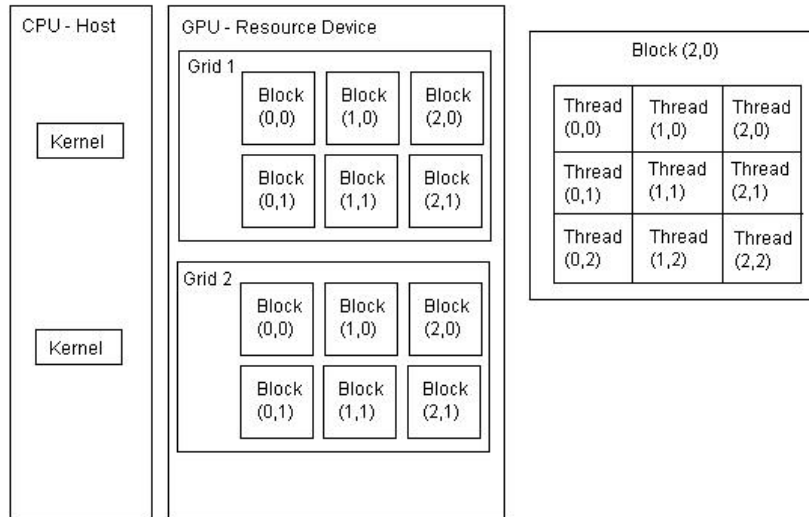 CPU - Host
Kernel
Kernel
GPU - Resource Device
Grid 1
Block
(0,0)
Block
(1,0)
Block
(2,0)
Block
(0,1)
Block
(1,1)
Block
(2,1)
Grid 2
Block
(0,0)
Block
(1,0)
Block
(2,0)
Block
(0,1)
Block
(1,1)
Block
(2,1)
Block (2,0)
Thread
(0,0)
Thread
(1,0)
Thread
(2,0)
Thread
(0,1)
Thread
(1,1)
Thread
(2,1)
Thread
(0,2)
Thread
(1,2)
Thread
(2,2)